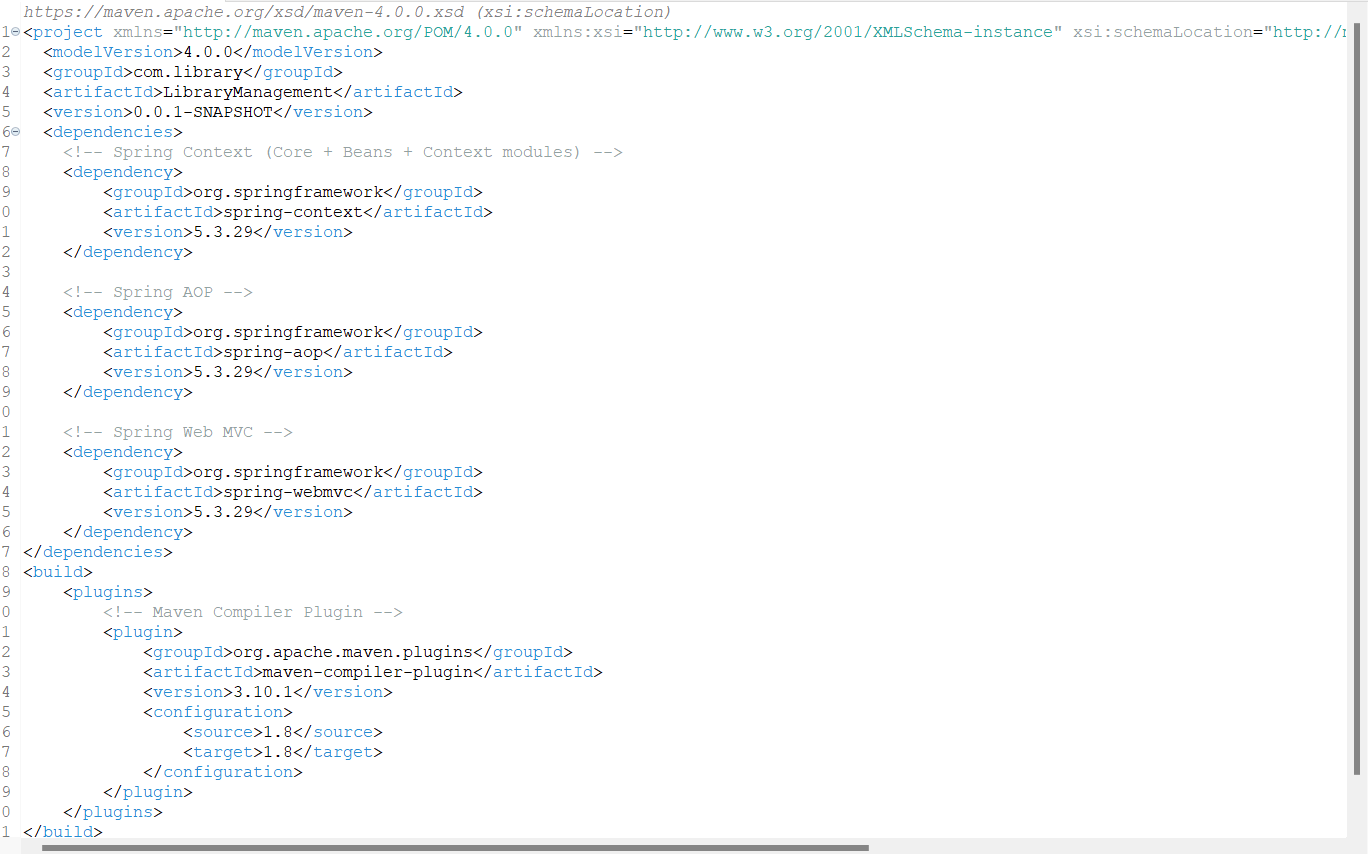 https://maven.apache.org/xsd/maven-4.0.0.xsd (xsi:schemaLocation)
1 <project xmlns="http://maven.apache.org/POM/4.0.0" xmlns:xsi="http://www.w3.org/2001/XMLSchema-instance" xsi:schemaLocation="http://
2 <modelVersion>4.0.0</modelVersion>
3 <groupId>com.library</groupId>
4 <artifactId>LibraryManagement</artifactId>
5 <version>0.0.1-SNAPSHOT</version>
6 <dependencies>
7 <!-- Spring Context (Core + Beans + Context modules) -->
8 <dependency>
9 <groupId>org.springframework</groupId>
0 <artifactId>spring-context</artifactId>
1 <version>5.3.29</version>
2 </dependency>
3
4 <!-- Spring AOP -->
5 <dependency>
6 <groupId>org.springframework</groupId>
7 <artifactId>spring-aop</artifactId>
8 <version>5.3.29</version>
9 </dependency>
0
1 <!-- Spring Web MVC -->
2 <dependency>
3 <groupId>org.springframework</groupId>
4 <artifactId>spring-webmvc</artifactId>
5 <version>5.3.29</version>
6 </dependency>
7 </dependencies>
8 <build>
9 <plugins>
0 <!-- Maven Compiler Plugin -->
1 <plugin>
2 <groupId>org.apache.maven.plugins</groupId>
3 <artifactId>maven-compiler-plugin</artifactId>
4 <version>3.10.1</version>
5 <configuration>
6 <source>1.8</source>
7 <target>1.8</target>
8 </configuration>
9 </plugin>
0 </plugins>
1 </build>